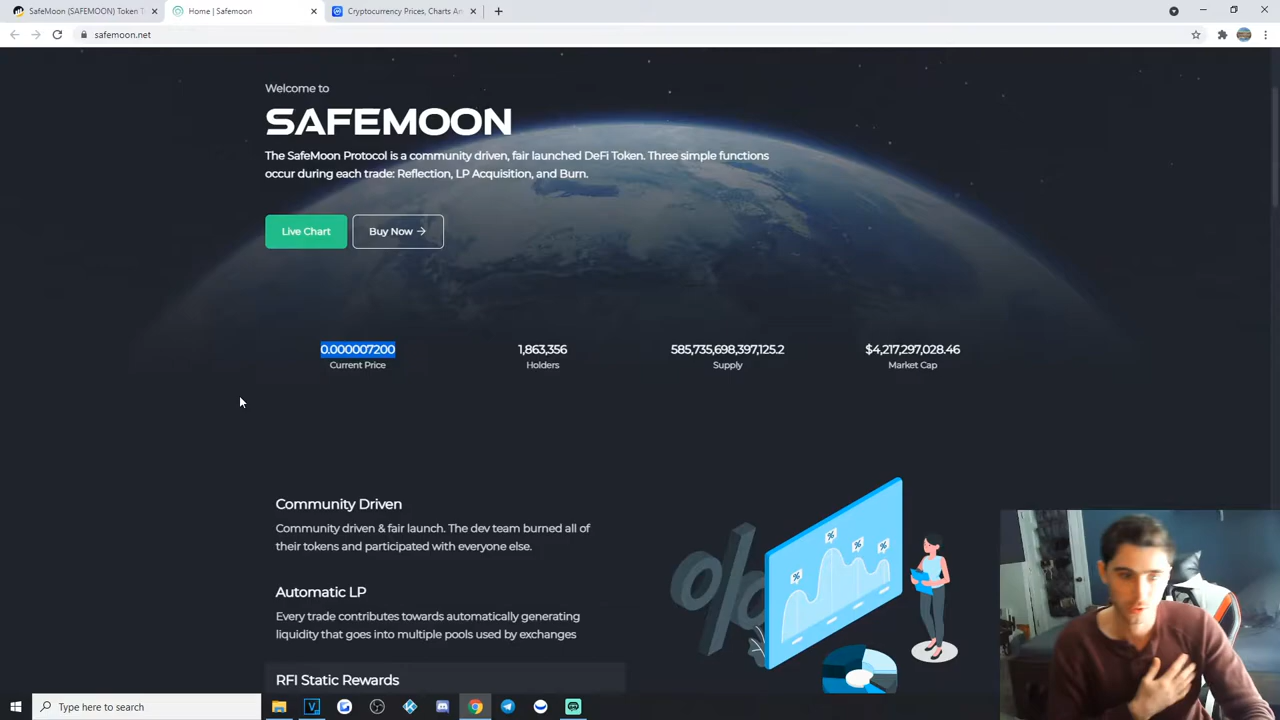 SafeMoon (SAFEMOON) Token T
Home | Safemoon
Cryptocurrency Prices, Charts An
safemoon.net
Welcome to
SAFEMOON
The SafeMoon Protocol is a community driven, fair launched DeFi Token. Three simple functions
occur during each trade: Reflection, LP Acquisition, and Burn.
Live Chart
Buy Now →
0.000007200
1,863,356
585,735,698,397,125.2
$4,217,297,028.46
Current Price
Holders
Supply
Market Cap
Community Driven
Community driven & fair launch. The dev team burned all of
their tokens and participated with everyone else.
Automatic LP
Every trade contributes towards automatically generating
liquidity that goes into multiple pools used by exchanges
RFI Static Rewards
Type here to search